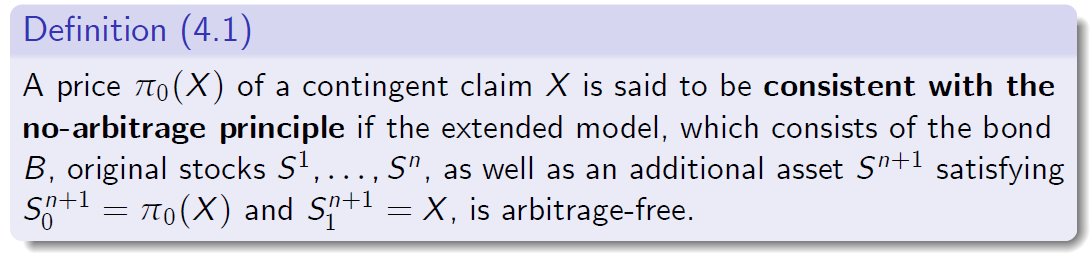 Definition (4.1)
A price π₀(X) of a contingent claim X is said to be consistent with the
no-arbitrage principle if the extended model, which consists of the bond
B, original stocks S¹, . . . , Sⁿ, as well as an additional asset Sⁿ⁺¹ satisfying
S₀ⁿ⁺¹ = π₀(X) and S₁ⁿ⁺¹ = X, is arbitrage-free.